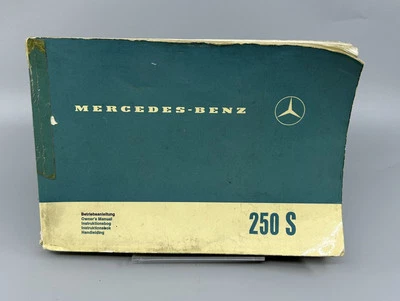 MERCEDES-BENZ
Betriebsanleitung
Owner's Manual
Instruktionsbog
Instruktionsbok
Handleiding
250 S